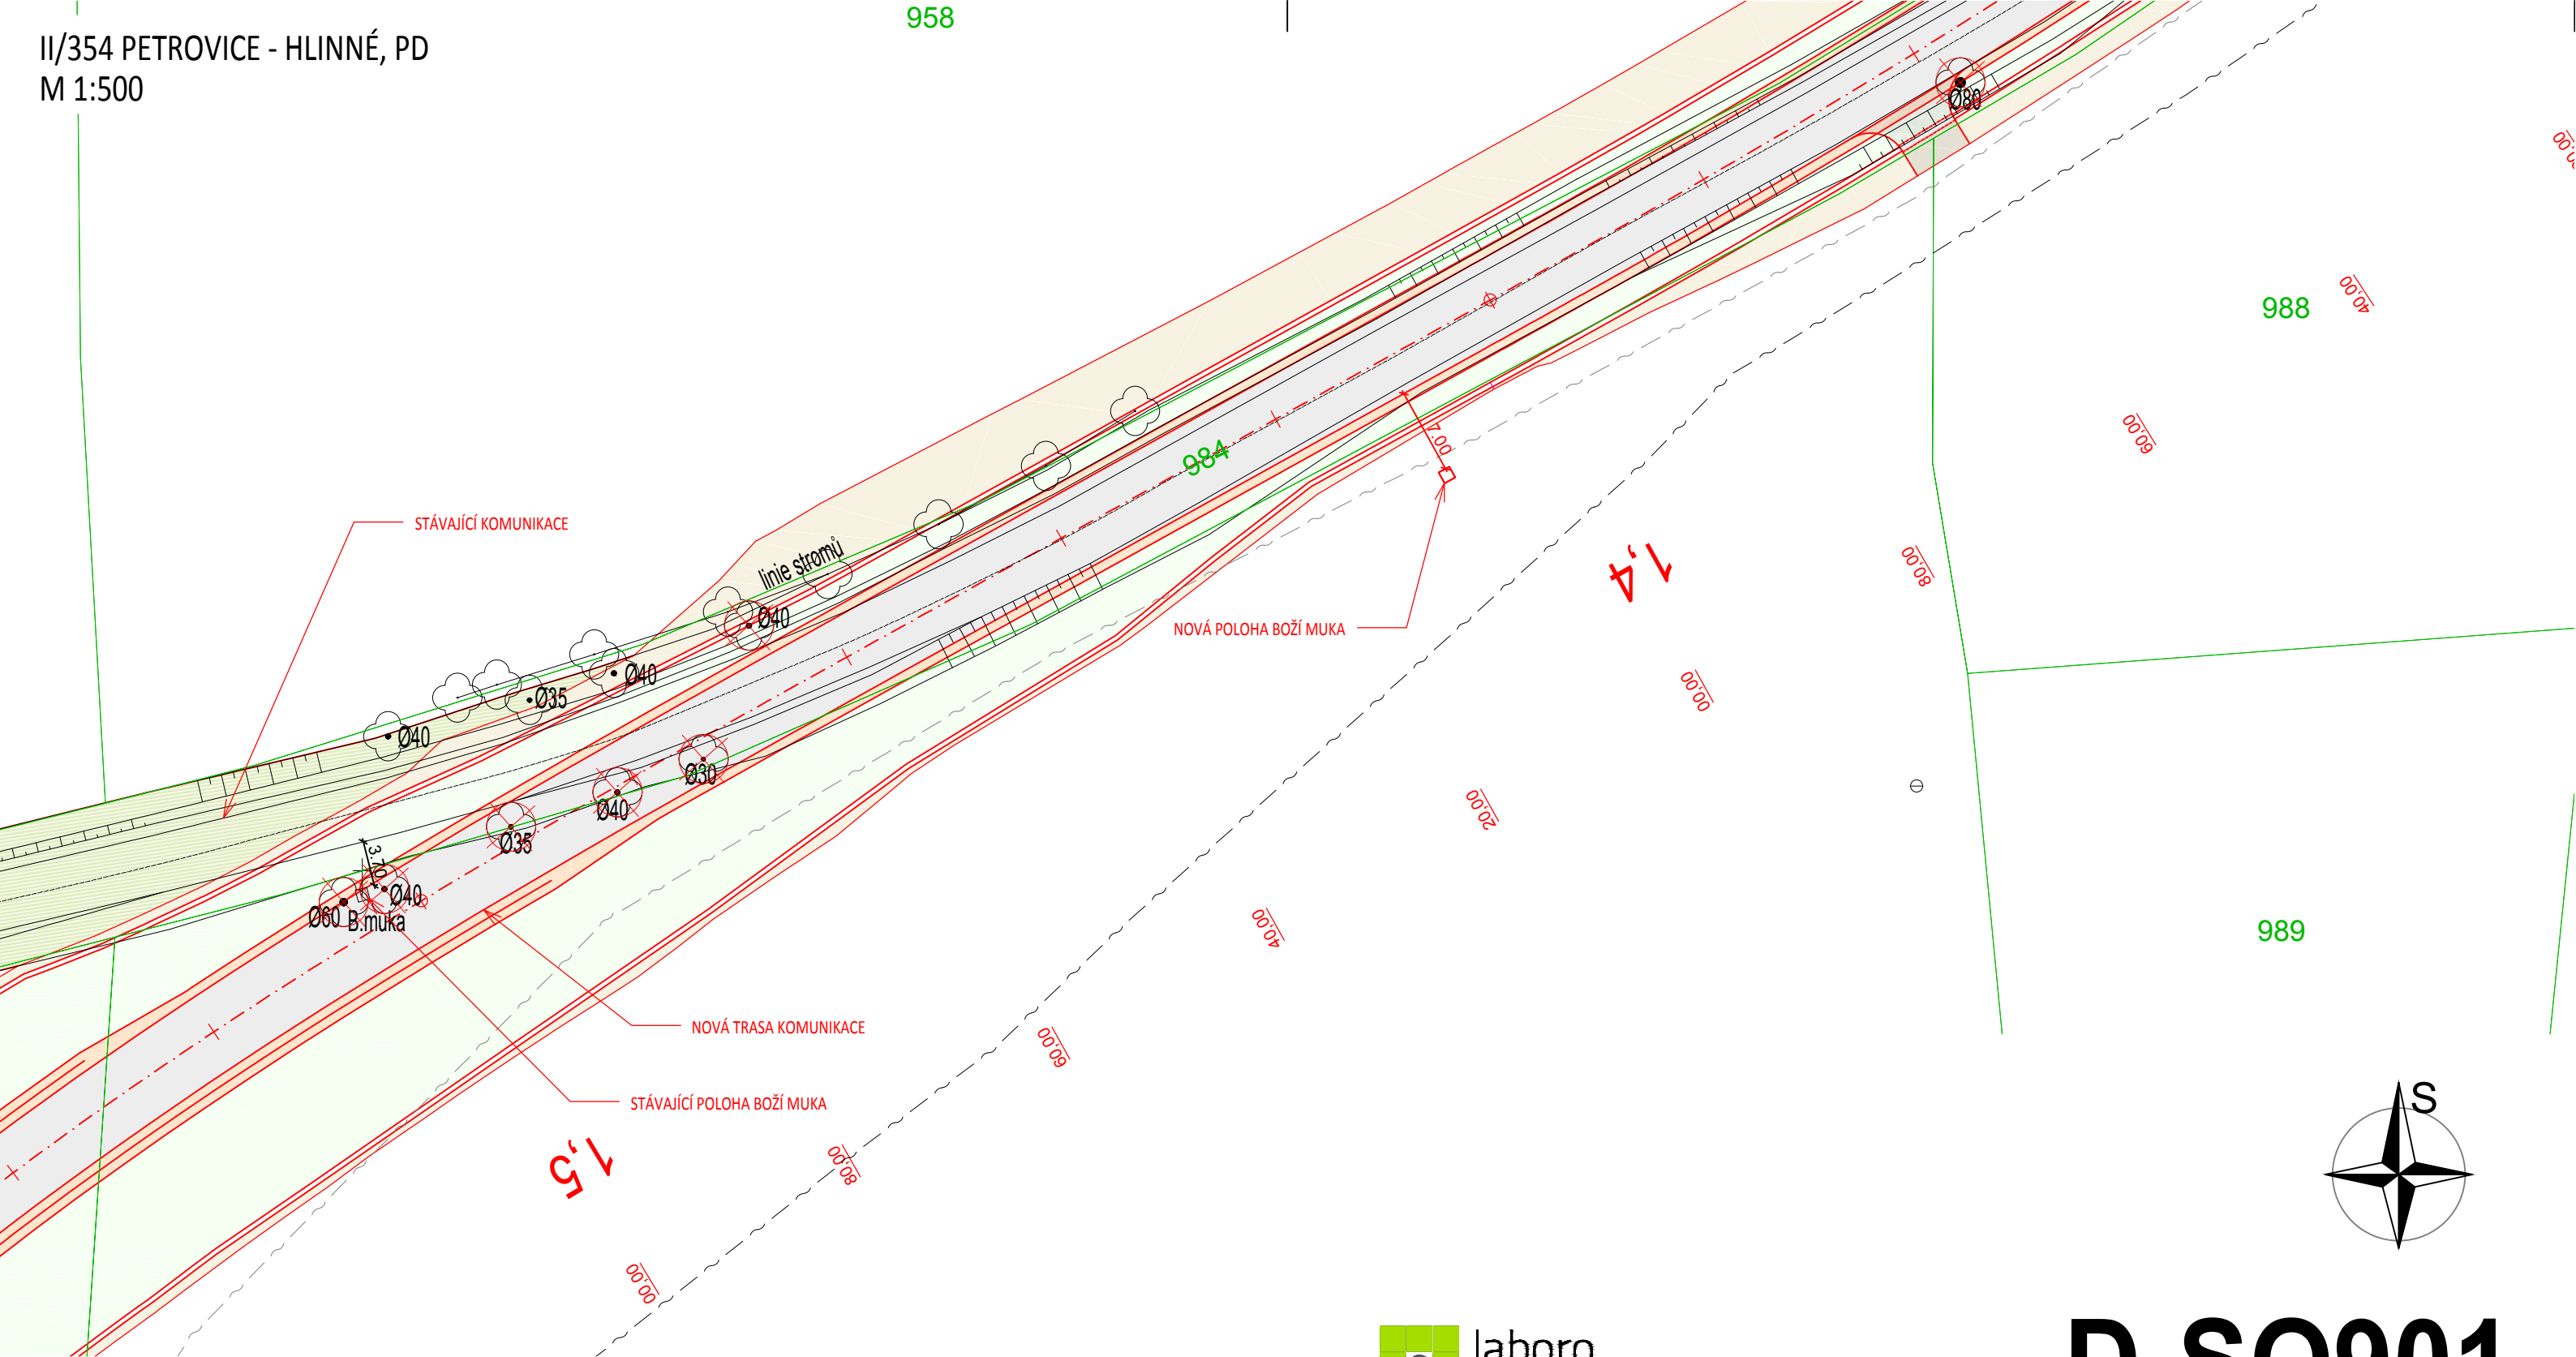 958
II/354 PETROVICE - HLINNÉ, PD
M 1:500
Ø80
988
40,00
60,00
984
7.00
STÁVAJÍCÍ KOMUNIKACE
linie stromů
1,4
80,00
NOVÁ POLOHA BOŽÍ MUKA
Ø40
Ø40
Ø35
Ø40
00,00
Ø30
Ø40
20,00
Ø35
3.70
Ø40
Ø60
B.muka
40,00
989
NOVÁ TRASA KOMUNIKACE
60,00
STÁVAJÍCÍ POLOHA BOŽÍ MUKA
S
1,5
80,00
00,00
laboro
D-SO901